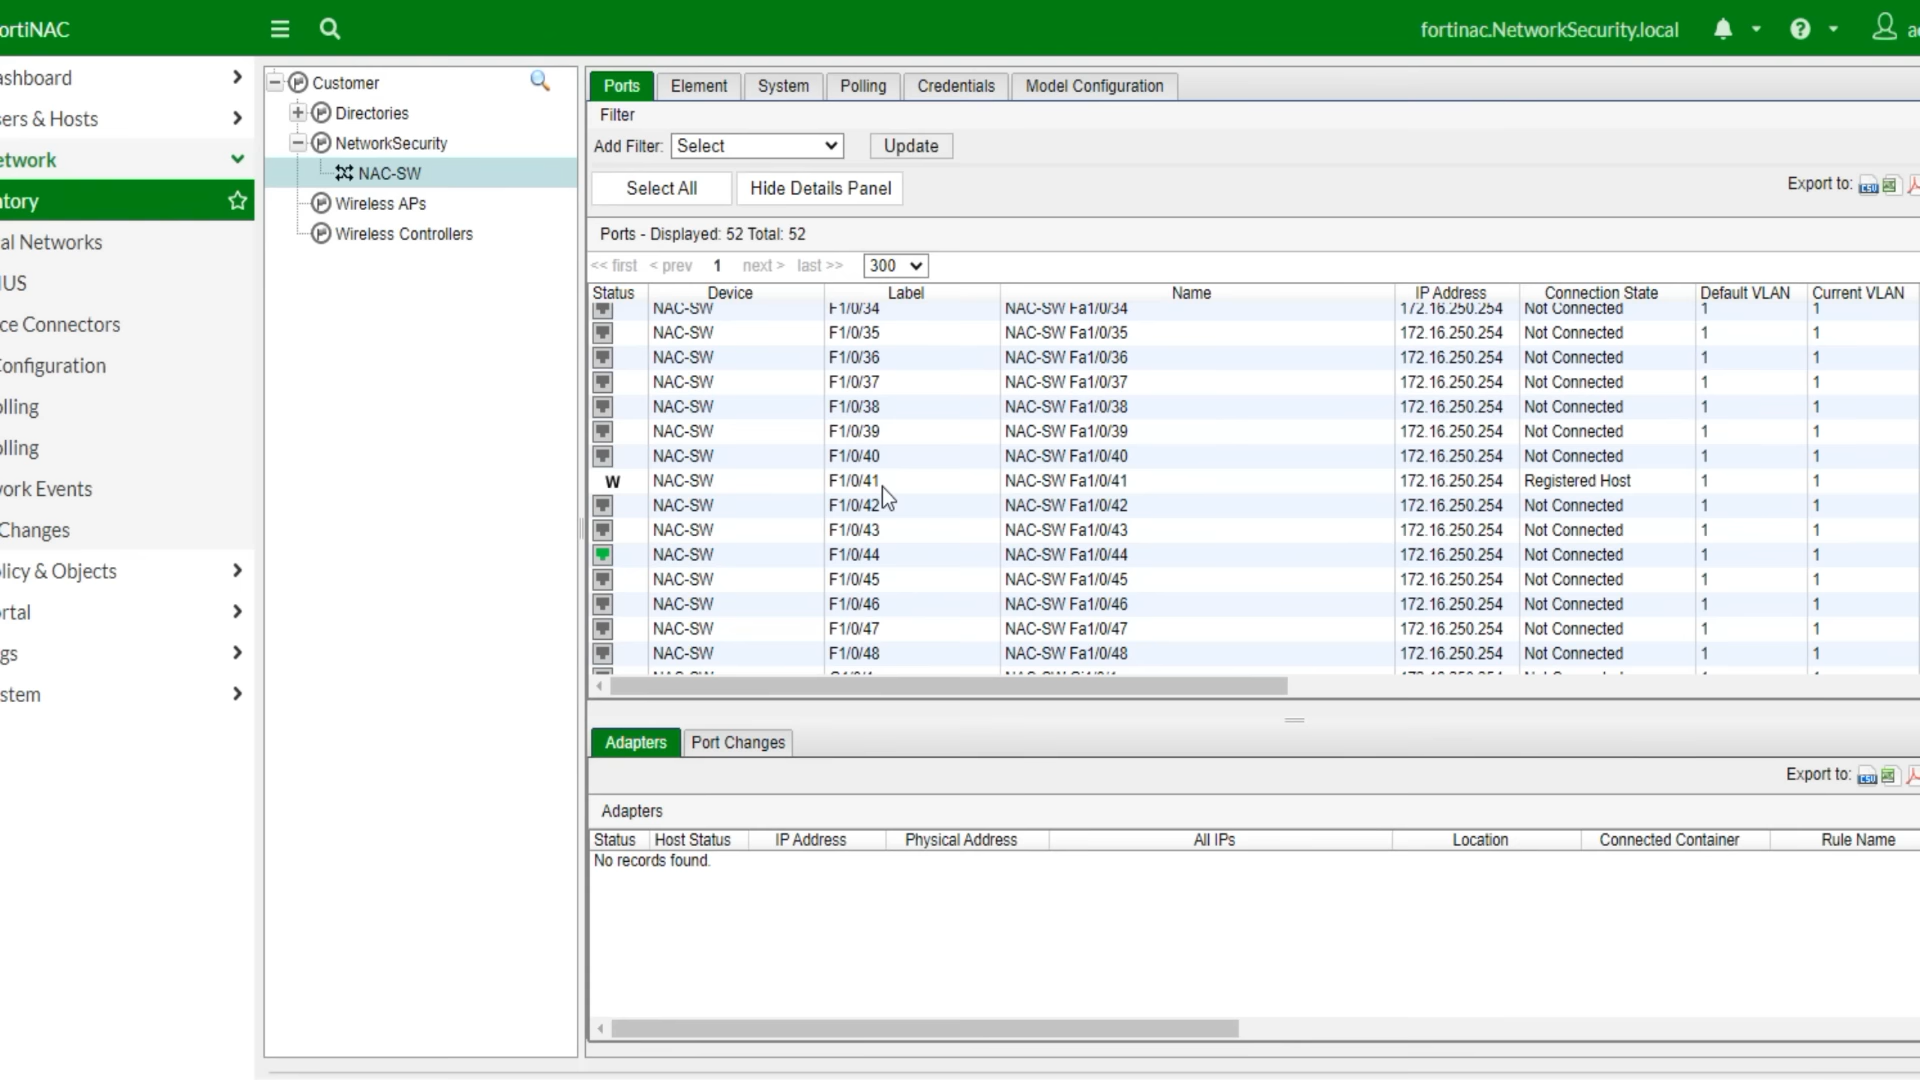 ortiNAC
fortinac.NetworkSecurity.local
ashboard
sers & Hosts
etwork
tory
al Networks
IUS
ce Connectors
Configuration
olling
olling
ork Events
Changes
licy & Objects
ortal
gs
stem
Customer
Directories
NetworkSecurity
NAC-SW
Wireless APs
Wireless Controllers
Ports Element System Polling Credentials Model Configuration
Filter
Add Filter: Select Update
Select All Hide Details Panel
Export to:
Ports - Displayed: 52 Total: 52
<< first < prev 1 next > last >> 300
Status Device Label Name IP Address Connection State Default VLAN Current VLAN
NAC-SW F1/0/34 NAC-SW Fa1/0/34 172.16.250.254 Not Connected 1 1
NAC-SW F1/0/35 NAC-SW Fa1/0/35 172.16.250.254 Not Connected 1 1
NAC-SW F1/0/36 NAC-SW Fa1/0/36 172.16.250.254 Not Connected 1 1
NAC-SW F1/0/37 NAC-SW Fa1/0/37 172.16.250.254 Not Connected 1 1
NAC-SW F1/0/38 NAC-SW Fa1/0/38 172.16.250.254 Not Connected 1 1
NAC-SW F1/0/39 NAC-SW Fa1/0/39 172.16.250.254 Not Connected 1 1
NAC-SW F1/0/40 NAC-SW Fa1/0/40 172.16.250.254 Not Connected 1 1
W NAC-SW F1/0/41 NAC-SW Fa1/0/41 172.16.250.254 Registered Host 1 1
NAC-SW F1/0/42 NAC-SW Fa1/0/42 172.16.250.254 Not Connected 1 1
NAC-SW F1/0/43 NAC-SW Fa1/0/43 172.16.250.254 Not Connected 1 1
NAC-SW F1/0/44 NAC-SW Fa1/0/44 172.16.250.254 Not Connected 1 1
NAC-SW F1/0/45 NAC-SW Fa1/0/45 172.16.250.254 Not Connected 1 1
NAC-SW F1/0/46 NAC-SW Fa1/0/46 172.16.250.254 Not Connected 1 1
NAC-SW F1/0/47 NAC-SW Fa1/0/47 172.16.250.254 Not Connected 1 1
NAC-SW F1/0/48 NAC-SW Fa1/0/48 172.16.250.254 Not Connected 1 1
Adapters Port Changes
Export to:
Adapters
Status Host Status IP Address Physical Address All IPs Location Connected Container Rule Name
No records found.